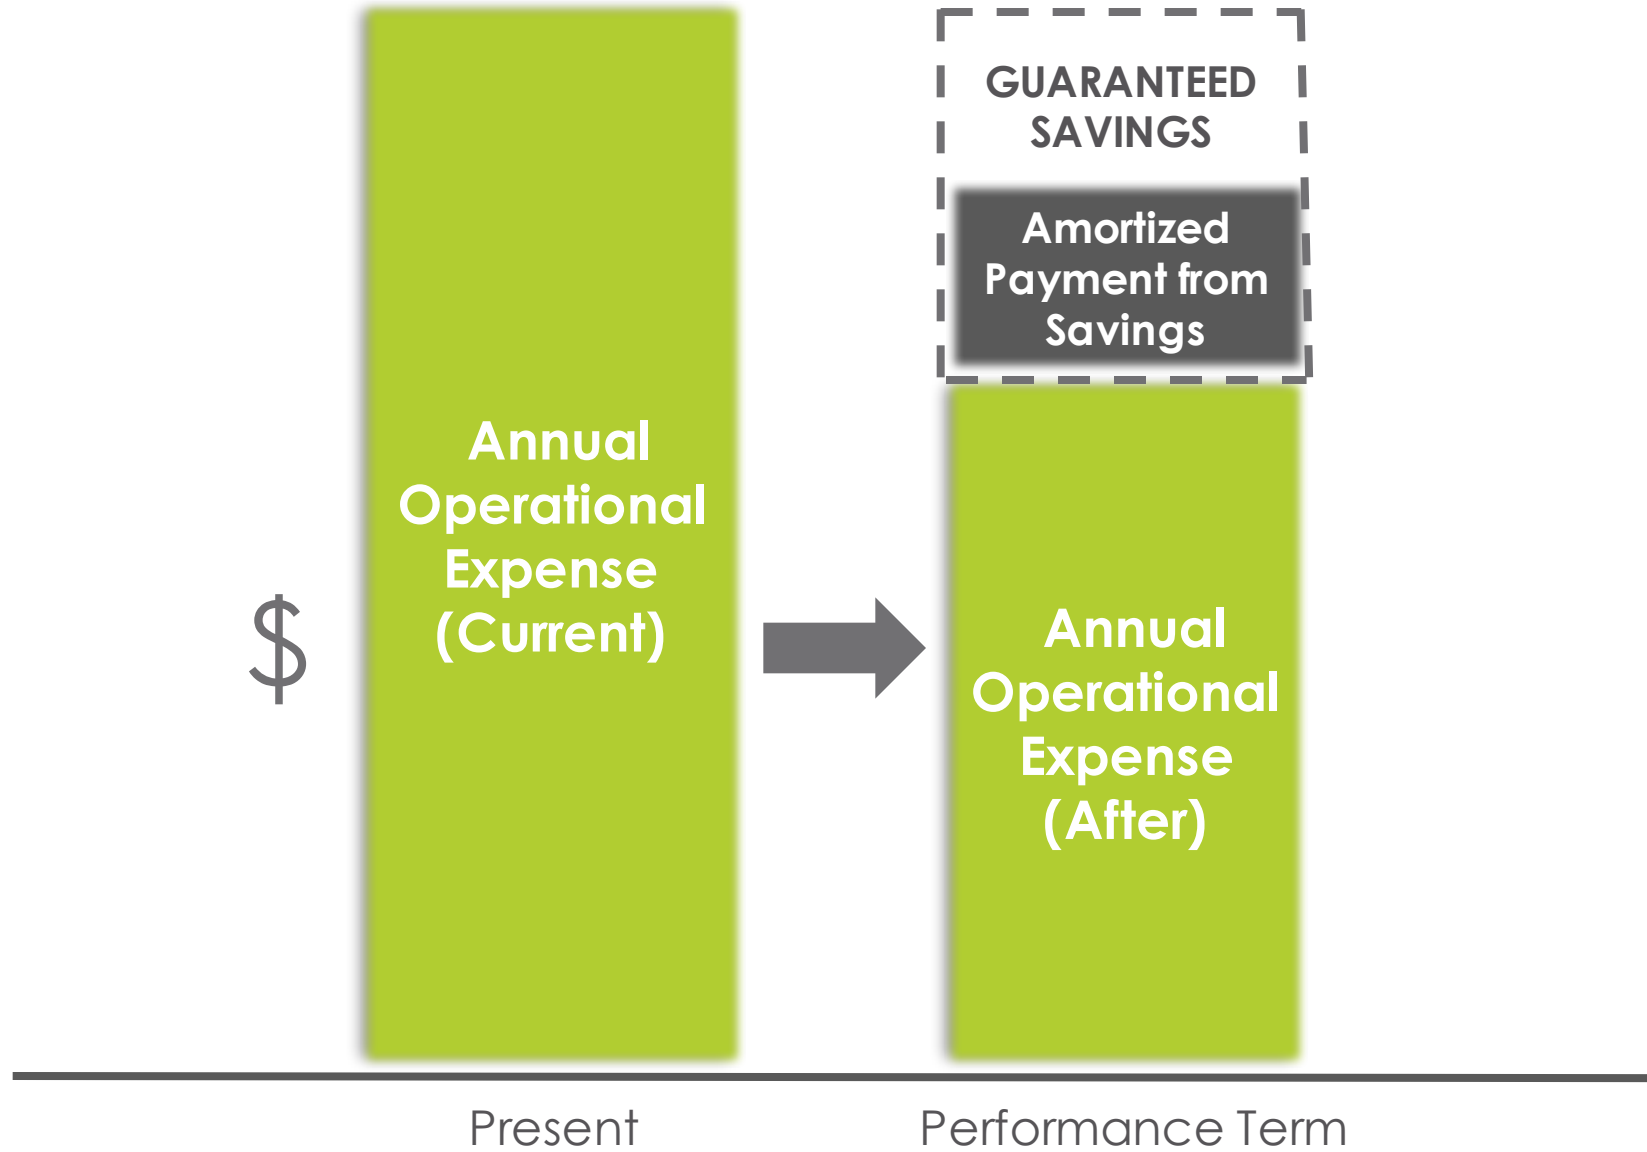 GUARANTEED
SAVINGS
Amortized
Payment from
Savings
Annual
Operational
Expense
(Current)
$
Annual
Operational
Expense
(After)
Present
Performance Term